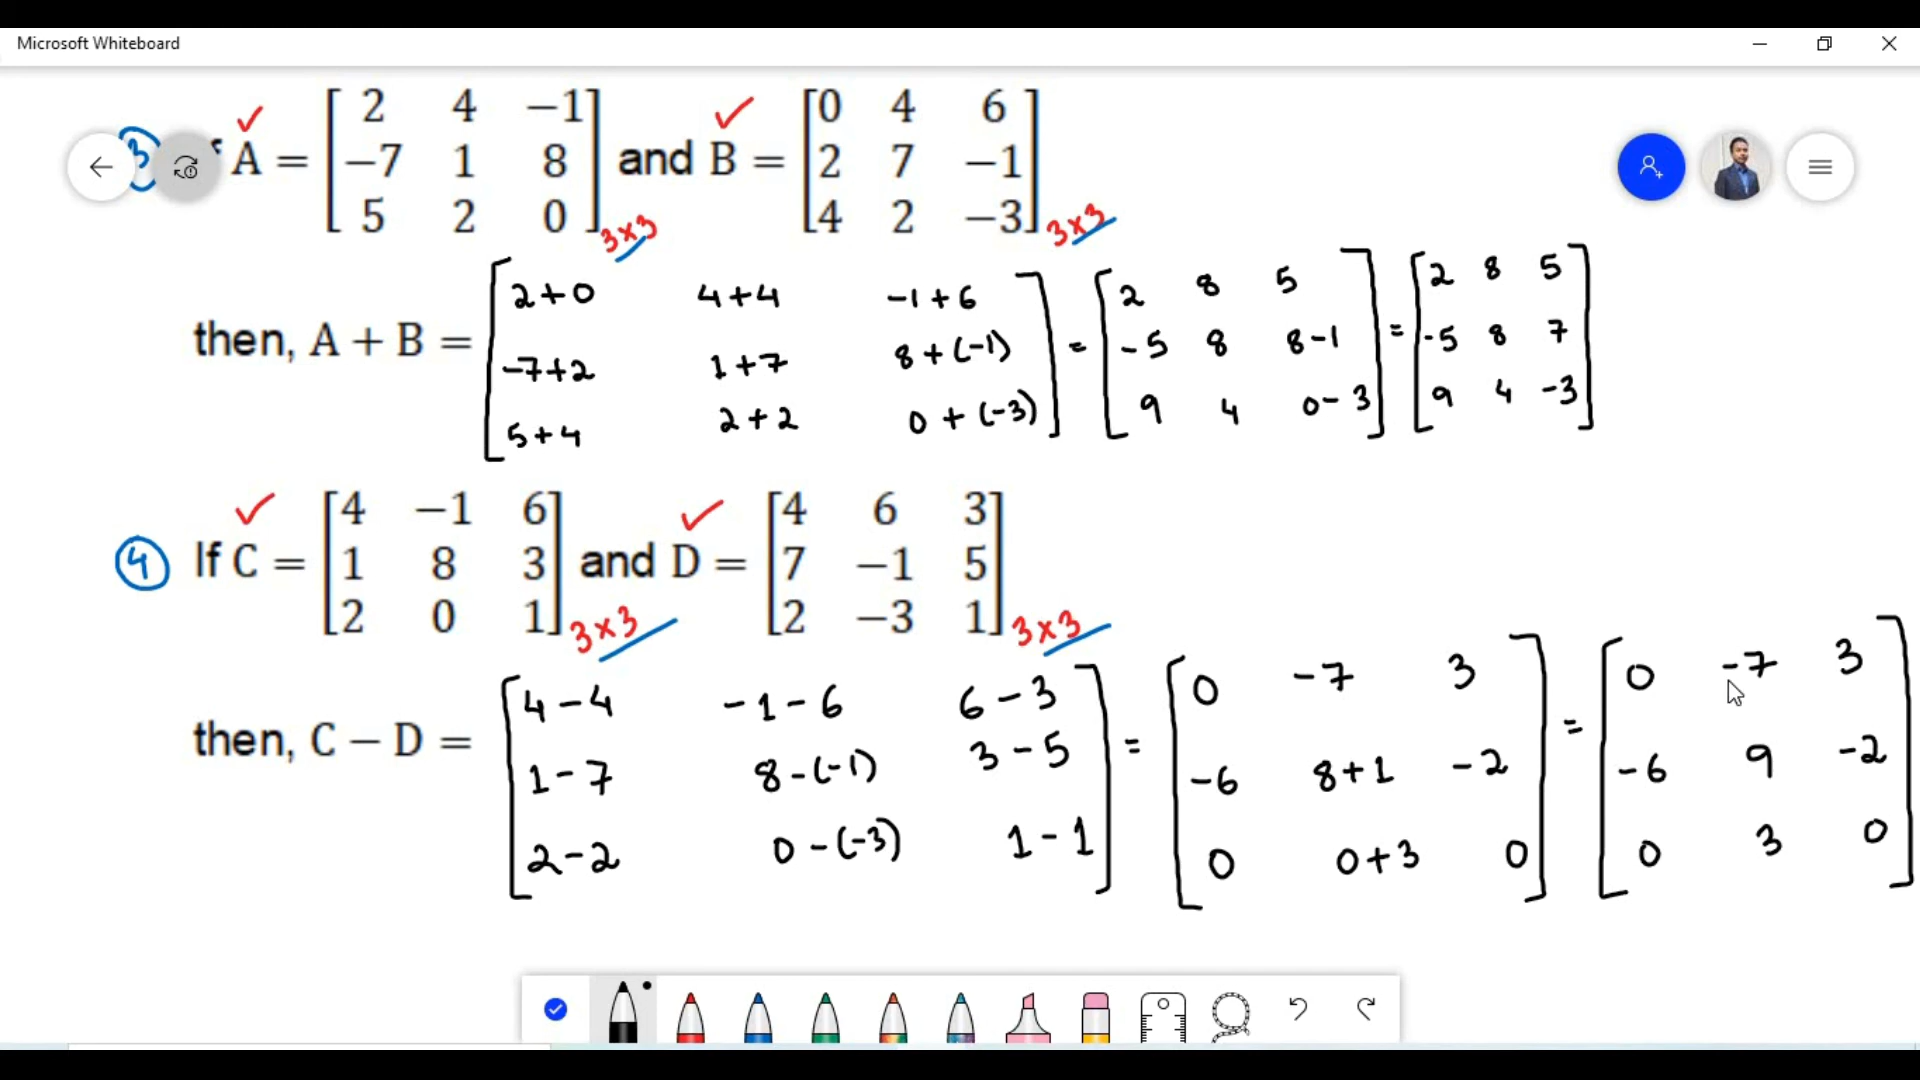 Microsoft Whiteboard
③ f A = [2 4 −1; −7 1 8; 5 2 0] 3×3 and B = [0 4 6; 2 7 −1; 4 2 −3] 3×3
then, A + B = [2+0 4+4 -1+6; -7+2 1+7 8+(-1); 5+4 2+2 0+(-3)] = [2 8 5; -5 8 8-1; 9 4 0-3] = [2 8 5; -5 8 7; 9 4 -3]
④ If C = [4 −1 6; 1 8 3; 2 0 1] 3×3 and D = [4 6 3; 7 −1 5; 2 −3 1] 3×3
then, C − D = [4-4 -1-6 6-3; 1-7 8-(-1) 3-5; 2-2 0-(-3) 1-1] = [0 -7 3; -6 8+1 -2; 0 0+3 0] = [0 -7 3; -6 9 -2; 0 3 0]